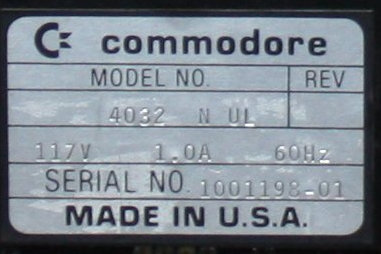 commodore
MODEL NO. REV
4032 N UL
117V 1.0A 60Hz
SERIAL NO. 1001198-01
MADE IN U.S.A.